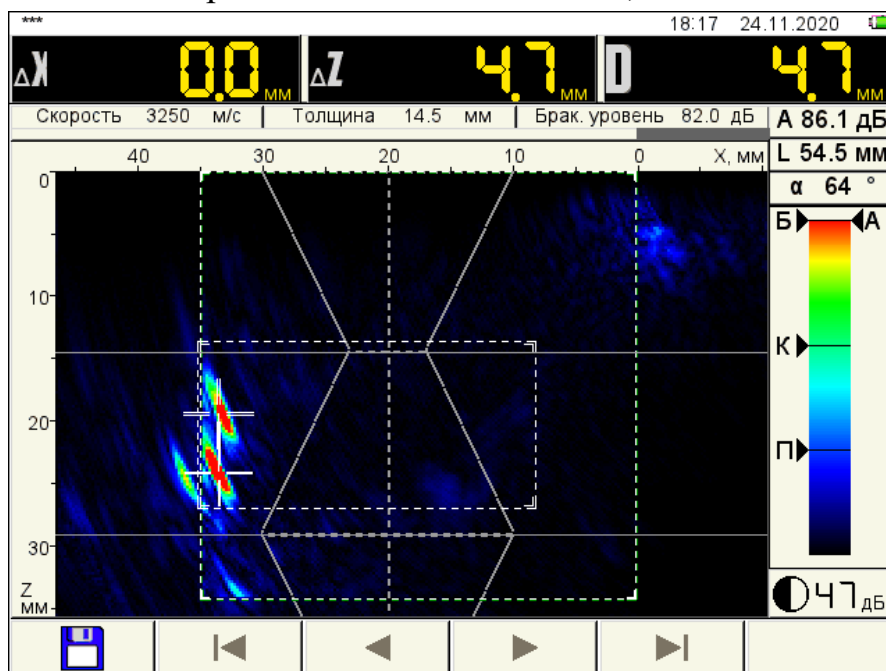 *** 18:17 24.11.2020
ΔX 0.0 мм ΔZ 4.7 мм D 4.7 мм
Скорость 3250 м/с Толщина 14.5 мм Брак. уровень 82.0 дБ
A 86.1 дБ
L 54.5 мм
α 64 °
40 30 20 10 0 X, мм
Б А
0
10
К
20
П
30
Z
мм
47 дБ